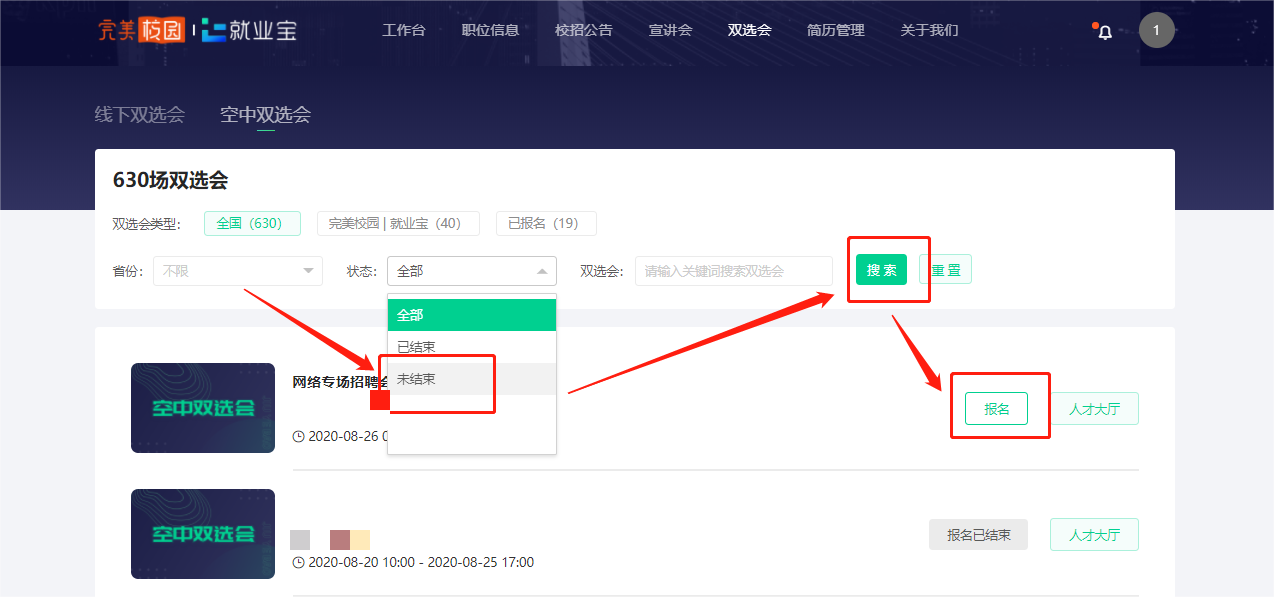 完美校园 就业宝 工作台 职位信息 校招公告 宣讲会 双选会 简历管理 关于我们 1
线下双选会 空中双选会
630场双选会
双选会类型: 全国（630） 完美校园 | 就业宝（40） 已报名（19）
省份: 不限 状态: 全部 双选会: 请输入关键词搜索双选会 搜 索 重 置
全部
已结束
未结束
空中双选会
网络专场招聘会
2020-08-26 0
报名 人才大厅
空中双选会
2020-08-20 10:00 - 2020-08-25 17:00
报名已结束 人才大厅